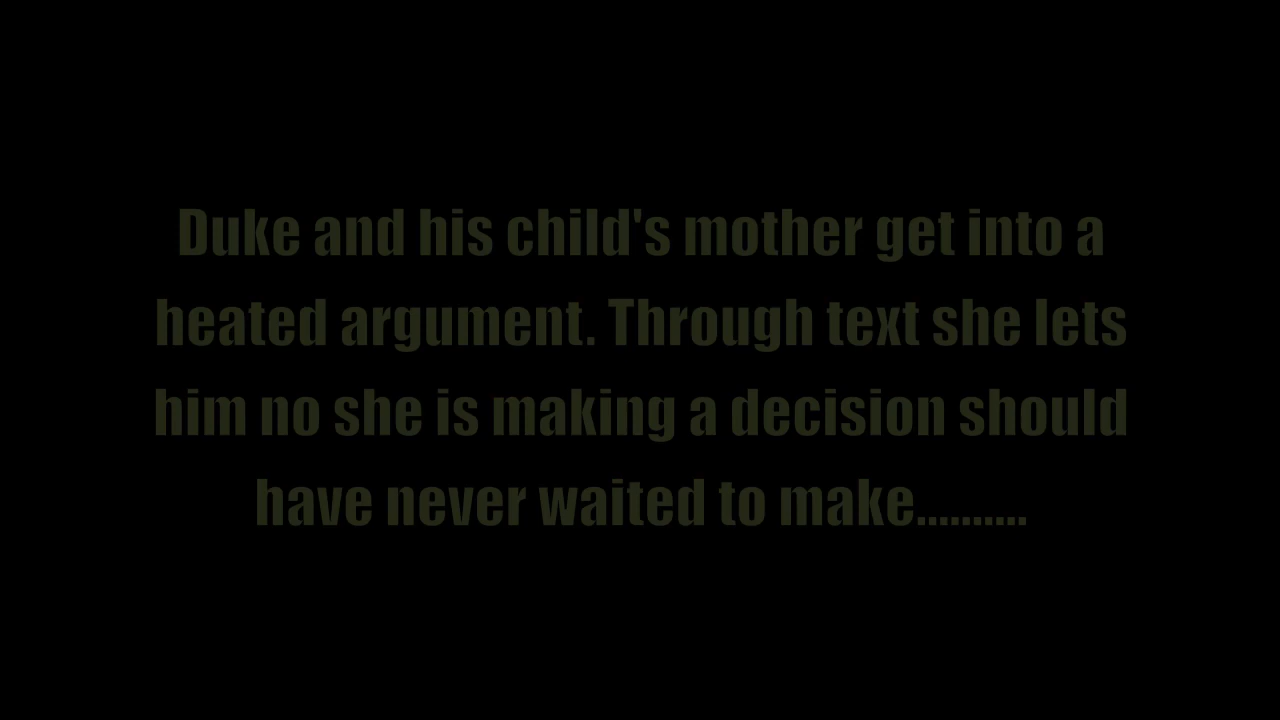 Duke and his child's mother get into a
heated argument. Through text she lets
him no she is making a decision should
have never waited to make..........